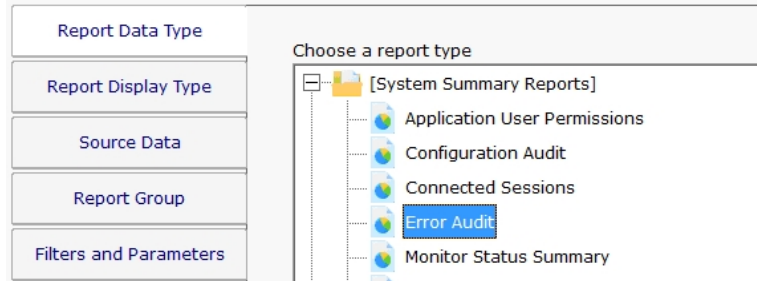 Report Data Type
Report Display Type
Source Data
Report Group
Filters and Parameters
Choose a report type
[System Summary Reports]
Application User Permissions
Configuration Audit
Connected Sessions
Error Audit
Monitor Status Summary